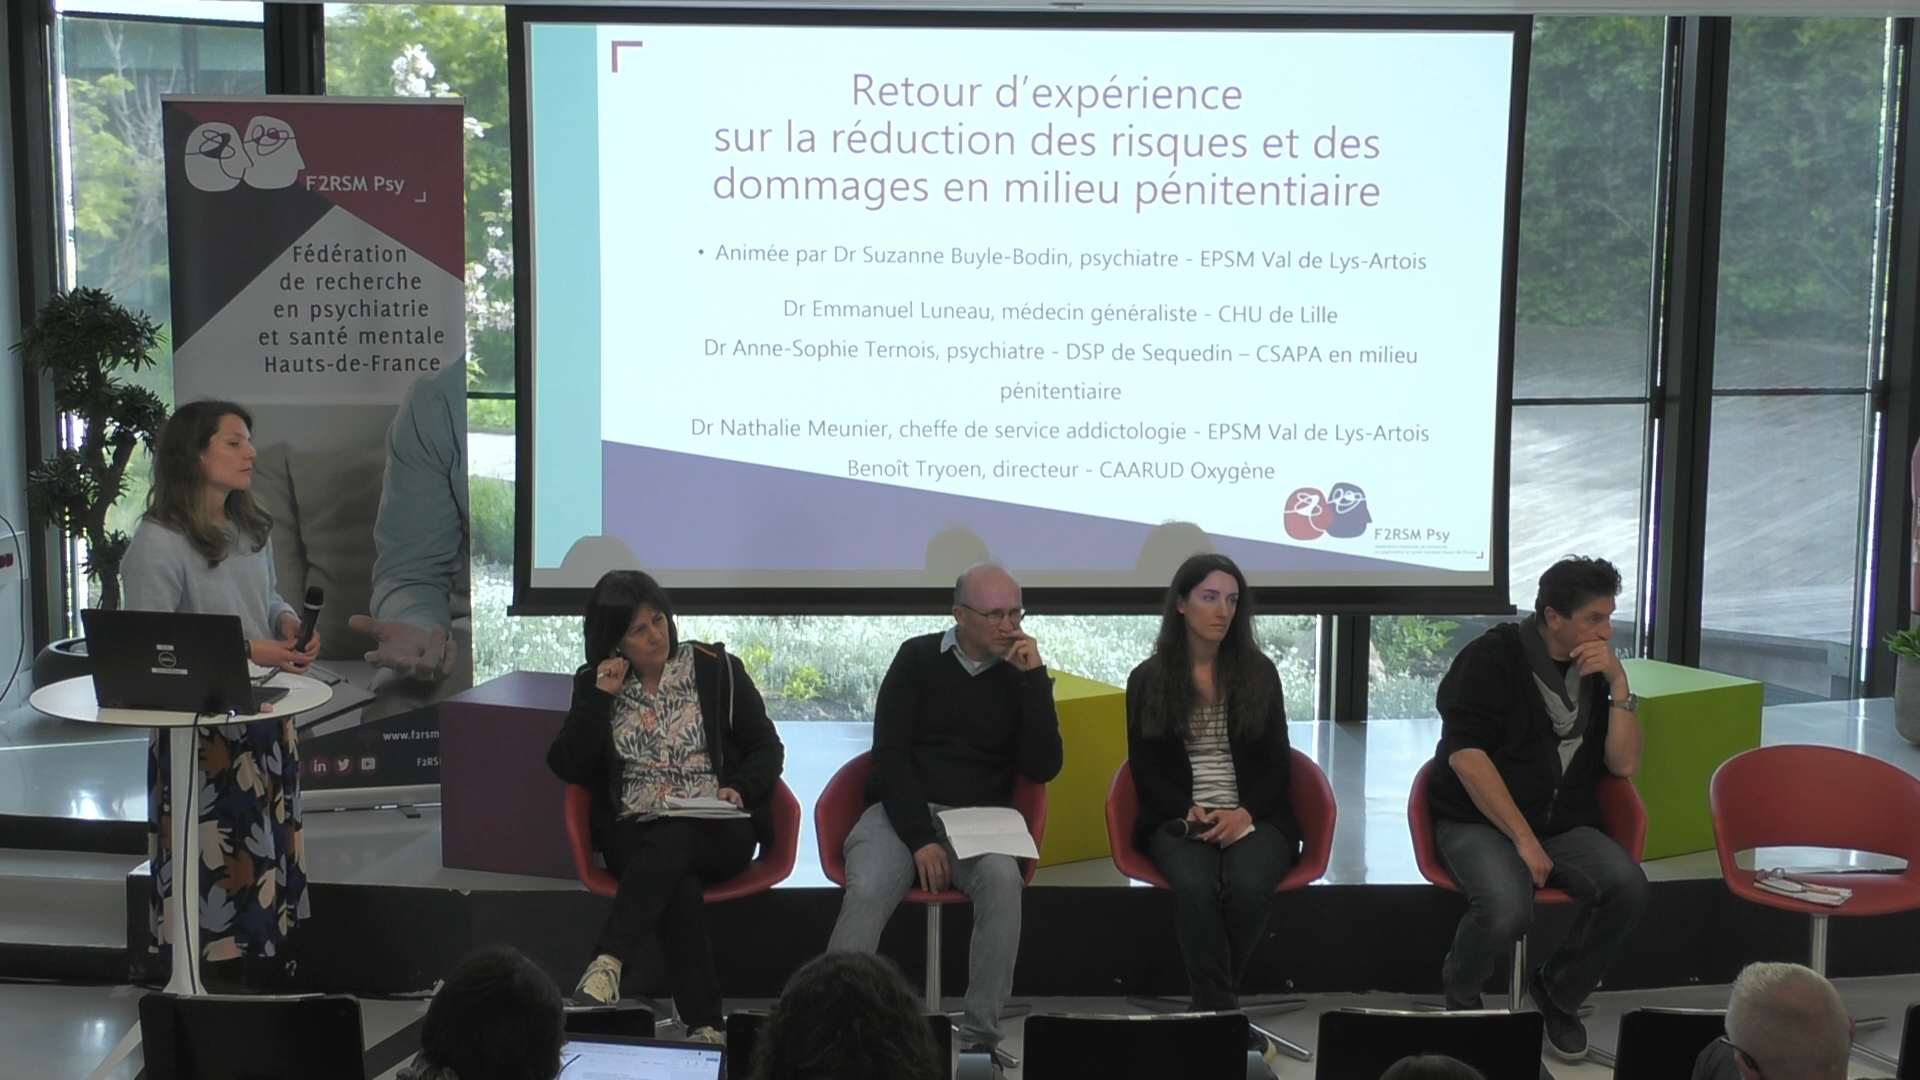 F2RSM Psy
Fédération
de recherche
en psychiatrie
et santé mentale
Hauts-de-France
www.f2rsm
in
F2RS
DELL
Retour d'expérience
sur la réduction des risques et des
dommages en milieu pénitentiaire
• Animée par Dr Suzanne Buyle-Bodin, psychiatre - EPSM Val de Lys-Artois
Dr Emmanuel Luneau, médecin généraliste - CHU de Lille
Dr Anne-Sophie Ternois, psychiatre - DSP de Sequedin – CSAPA en milieu
pénitentiaire
Dr Nathalie Meunier, cheffe de service addictologie - EPSM Val de Lys-Artois
Benoît Tryoen, directeur - CAARUD Oxygène
F2RSM Psy